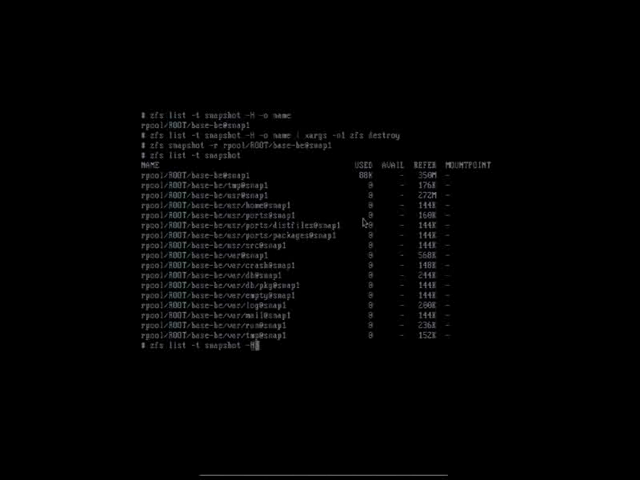 # zfs list -t snapshot -H -o name
rpool/ROOT/base-be@snap1
# zfs list -t snapshot -H -o name | xargs -n1 zfs destroy
# zfs snapshot -r rpool/ROOT/base-be@snap1
# zfs list -t snapshot
NAME USED AVAIL REFER MOUNTPOINT
rpool/ROOT/base-be@snap1 88K - 350M -
rpool/ROOT/base-be/tmp@snap1 0 - 176K -
rpool/ROOT/base-be/usr@snap1 0 - 272M -
rpool/ROOT/base-be/usr/home@snap1 0 - 144K -
rpool/ROOT/base-be/usr/ports@snap1 0 - 160K -
rpool/ROOT/base-be/usr/ports/distfiles@snap1 0 - 144K -
rpool/ROOT/base-be/usr/ports/packages@snap1 0 - 144K -
rpool/ROOT/base-be/usr/src@snap1 0 - 144K -
rpool/ROOT/base-be/var@snap1 0 - 568K -
rpool/ROOT/base-be/var/crash@snap1 0 - 148K -
rpool/ROOT/base-be/var/db@snap1 0 - 244K -
rpool/ROOT/base-be/var/db/pkg@snap1 0 - 144K -
rpool/ROOT/base-be/var/empty@snap1 0 - 144K -
rpool/ROOT/base-be/var/log@snap1 0 - 200K -
rpool/ROOT/base-be/var/mail@snap1 0 - 144K -
rpool/ROOT/base-be/var/run@snap1 0 - 236K -
rpool/ROOT/base-be/var/tmp@snap1 0 - 152K -
# zfs list -t snapshot -H